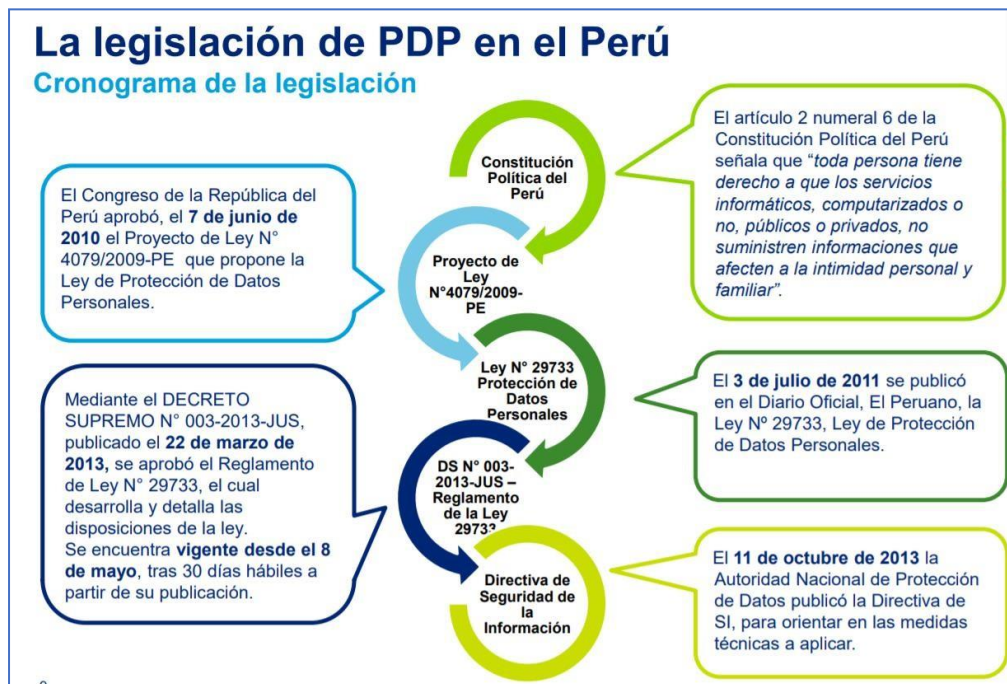 La legislación de PDP en el Perú
Cronograma de la legislación
Constitución
Política del
Perú
El artículo 2 numeral 6 de la
Constitución Política del Perú
señala que “toda persona tiene
derecho a que los servicios
informáticos, computarizados o
no, públicos o privados, no
suministren informaciones que
afecten a la intimidad personal y
familiar”.
El Congreso de la República del
Perú aprobó, el 7 de junio de
2010 el Proyecto de Ley N°
4079/2009-PE que propone la
Ley de Protección de Datos
Personales.
Proyecto de
Ley
N°4079/2009-
PE
Ley N° 29733
Protección de
Datos
Personales
El 3 de julio de 2011 se publicó
en el Diario Oficial, El Peruano, la
Ley Nº 29733, Ley de Protección
de Datos Personales.
Mediante el DECRETO
SUPREMO N° 003-2013-JUS,
publicado el 22 de marzo de
2013, se aprobó el Reglamento
de Ley N° 29733, el cual
desarrolla y detalla las
disposiciones de la ley.
Se encuentra vigente desde el 8
de mayo, tras 30 días hábiles a
partir de su publicación.
DS N° 003-
2013-JUS –
Reglamento
de la Ley
29733
Directiva de
Seguridad de
la
Información
El 11 de octubre de 2013 la
Autoridad Nacional de Protección
de Datos publicó la Directiva de
SI, para orientar en las medidas
técnicas a aplicar.